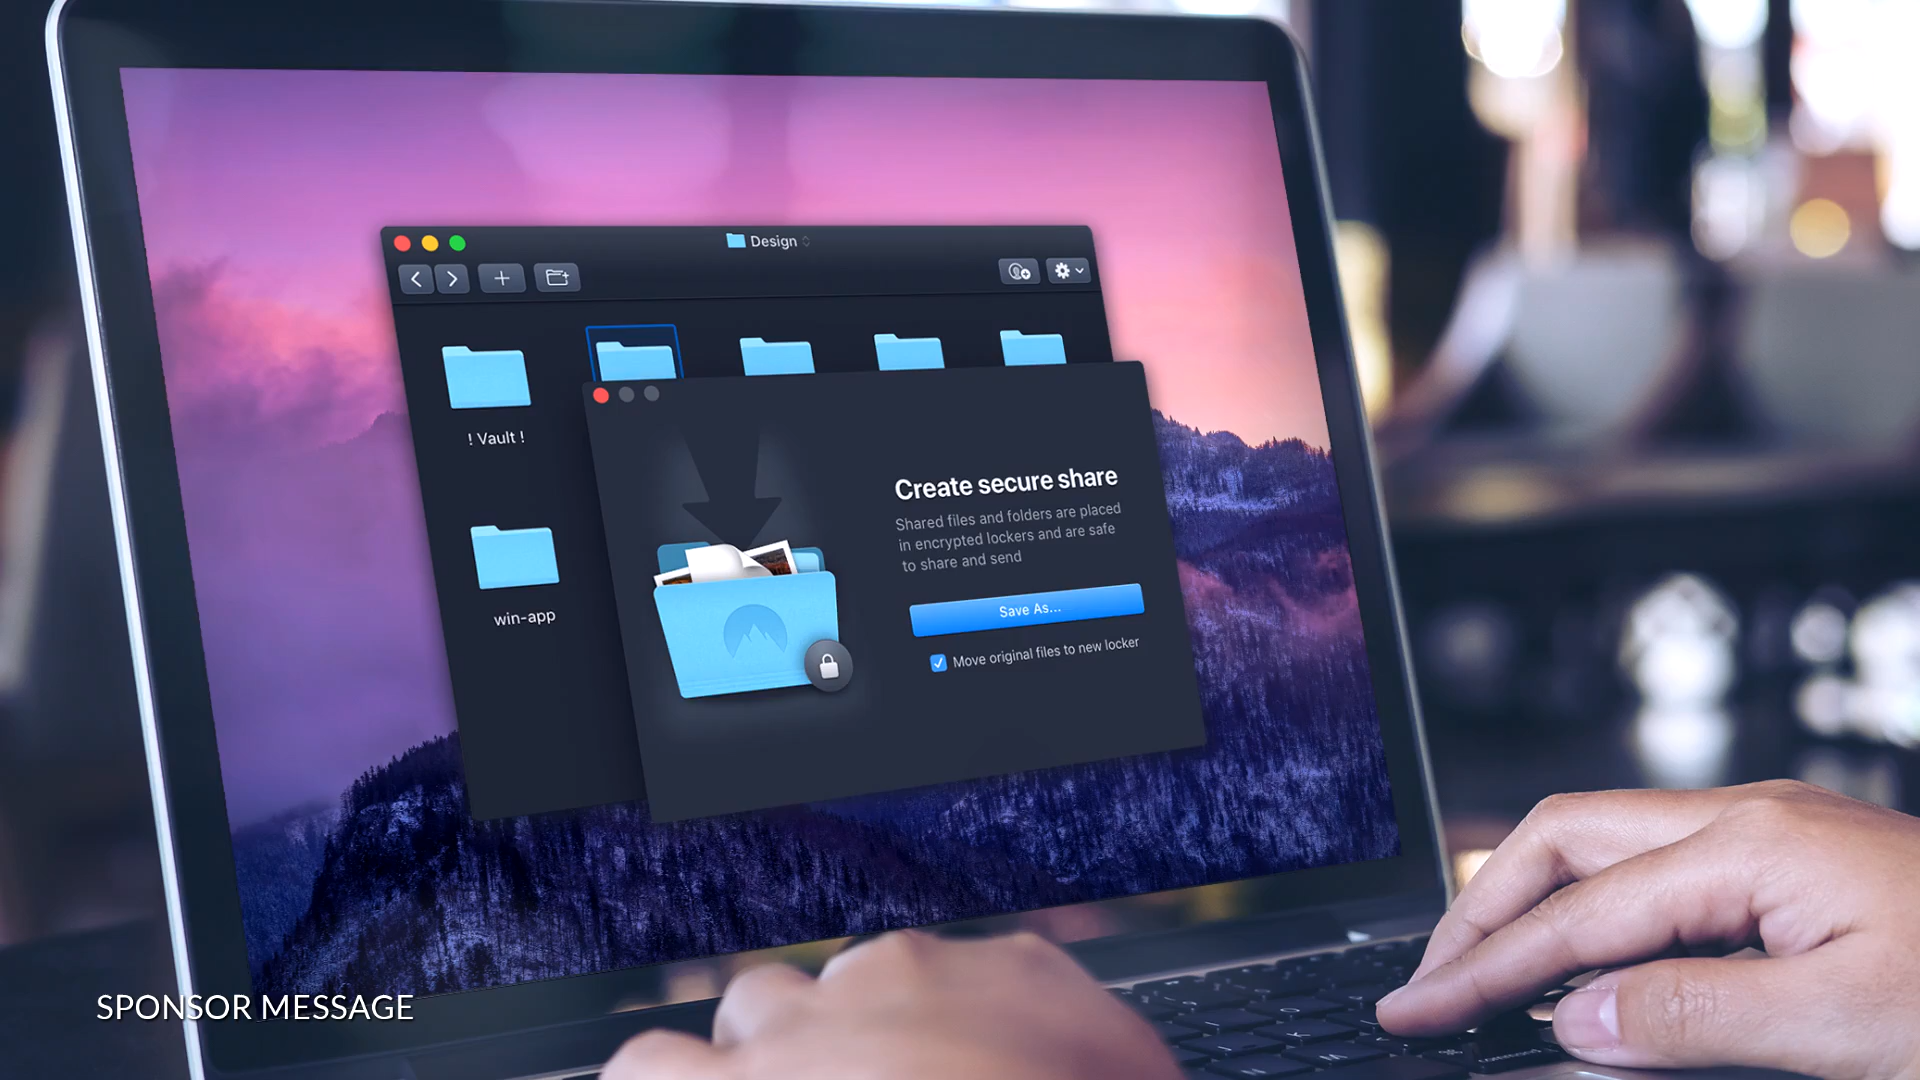 Design
! Vault !
win-app
Create secure share
Shared files and folders are placed
in encrypted lockers and are safe
to share and send
Save As...
Move original files to new locker
SPONSOR MESSAGE
command